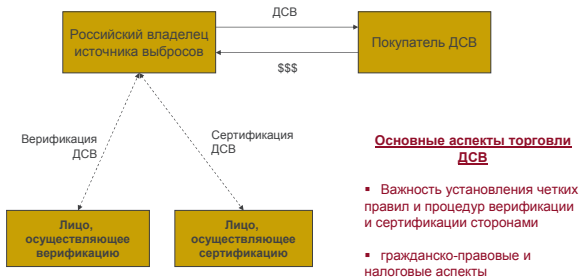 ДСВ
Российский владелец
источника выбросов
Покупатель ДСВ
$$$
Верификация
ДСВ
Сертификация
ДСВ
Лицо,
осуществляющее
верификацию
Лицо,
осуществляющее
сертификацию
Основные аспекты торговли
ДСВ
▪ Важность установления четких
правил и процедур верификации
и сертификации сторонами
▪ гражданско-правовые и
налоговые аспекты